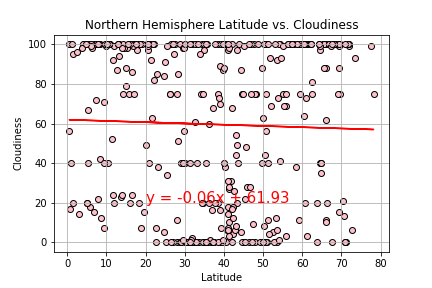 Northern Hemisphere Latitude vs. Cloudiness
100
80
60
40
20
0
Cloudiness
y = -0.06x + 61.93
0 10 20 30 40 50 60 70 80
Latitude